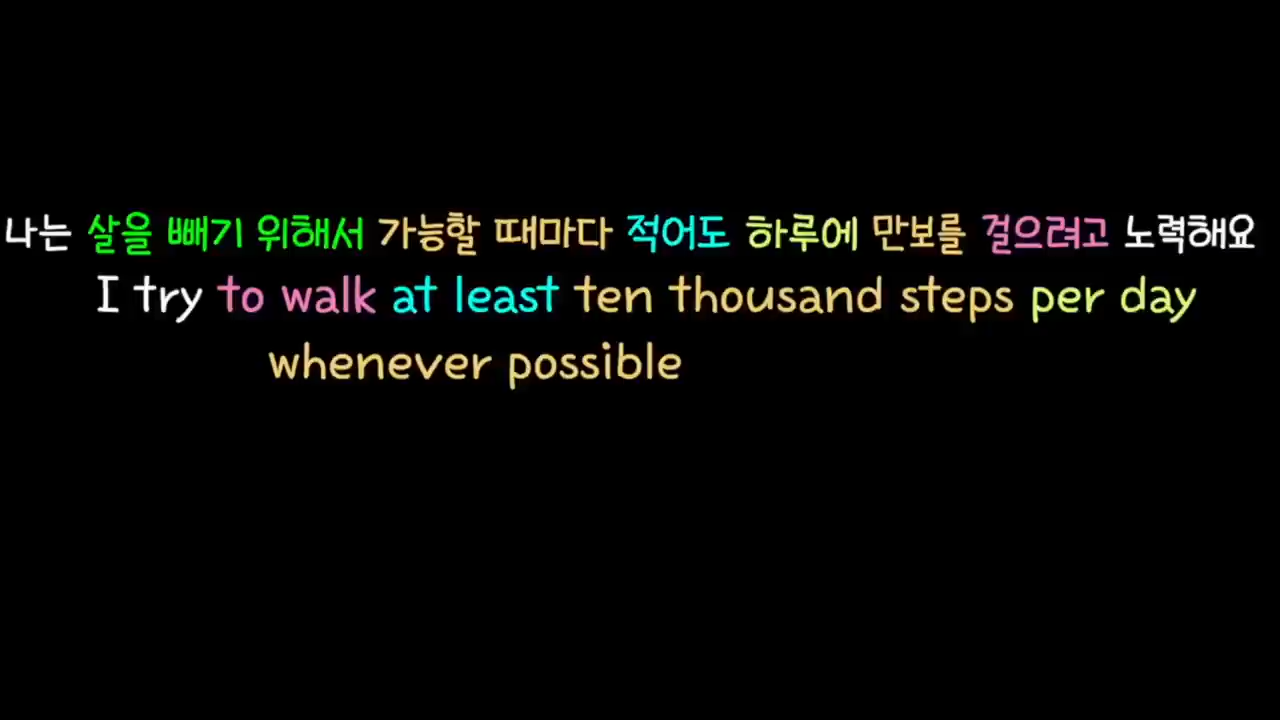 나는 살을 빼기 위해서 가능할 때마다 적어도 하루에 만보를 걸으려고 노력해요
I try to walk at least ten thousand steps per day
whenever possible